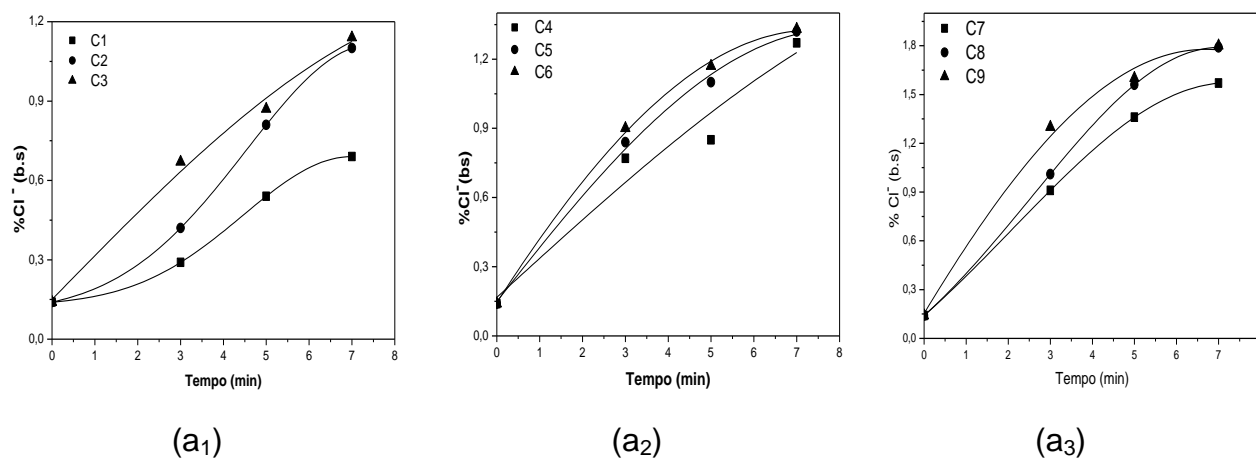 1,2
0,9
0,6
0,3
0,0
%Cl⁻ (b.s)
C1
C2
C3
0 1 2 3 4 5 6 7 8
Tempo (min)
(a₁)
1.2
0.9
0.6
0,3
0,0
%Cl⁻(bs)
C4
C5
C6
0 1 2 3 4 5 6 7 8
Tempo (min)
(a₂)
1.8
1.5
1.2
0.9
0.6
0,3
0,0
% Cl⁻ (b.s)
C7
C8
C9
0 1 2 3 4 5 6 7
Tempo (min)
(a₃)